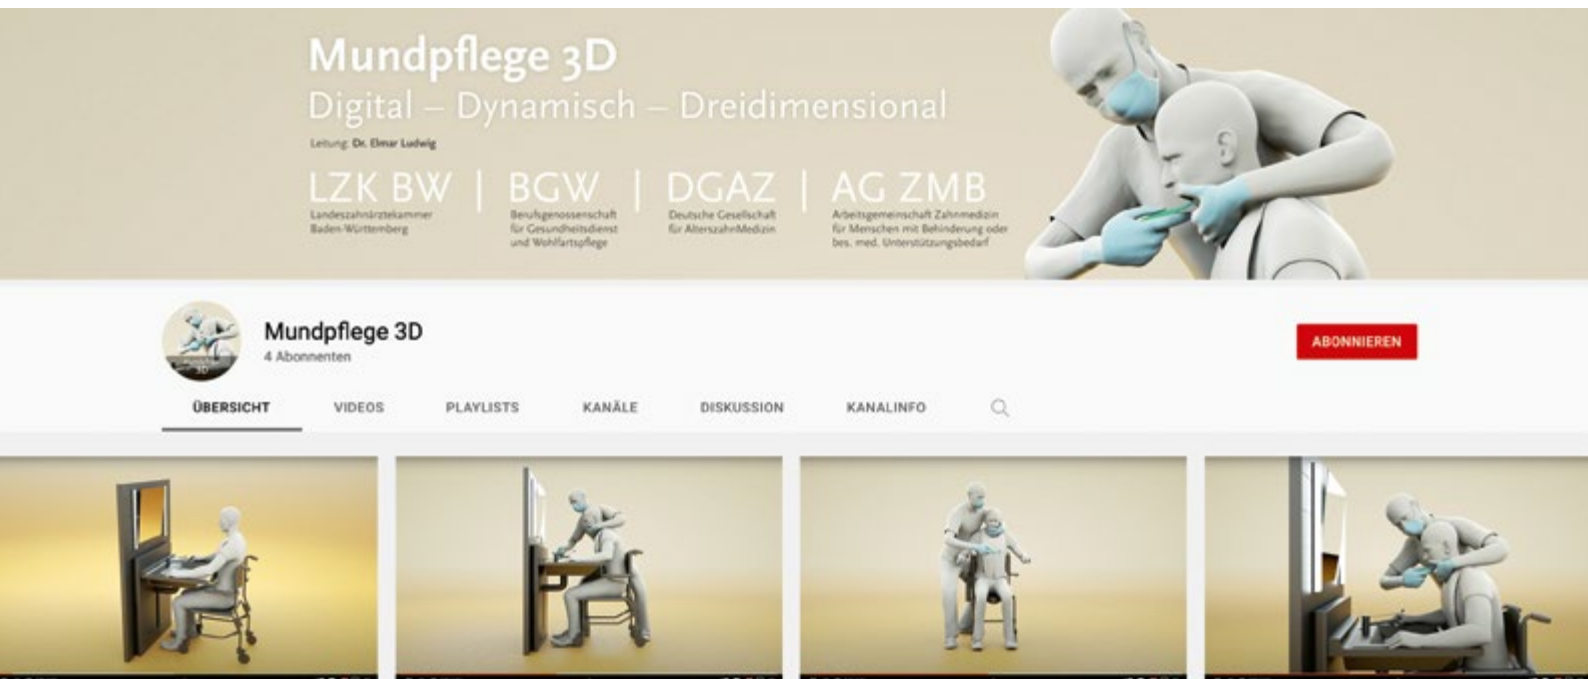 Mundpflege 3D
Digital – Dynamisch – Dreidimensional
Leitung: Dr. Elmar Ludwig
LZK BW | BGW | DGAZ | AG ZMB
Landeszahnärztekammer
Baden-Württemberg
Berufsgenossenschaft
für Gesundheitsdienst
und Wohlfartspflege
Deutsche Gesellschaft
für AlterszahnMedizin
Arbeitsgemeinschaft Zahnmedizin
für Menschen mit Behinderung oder
bes. med. Unterstützungsbedarf
Mundpflege 3D
4 Abonnenten
ABONNIEREN
3D
ÜBERSICHT VIDEOS PLAYLISTS KANÄLE DISKUSSION KANALINFO